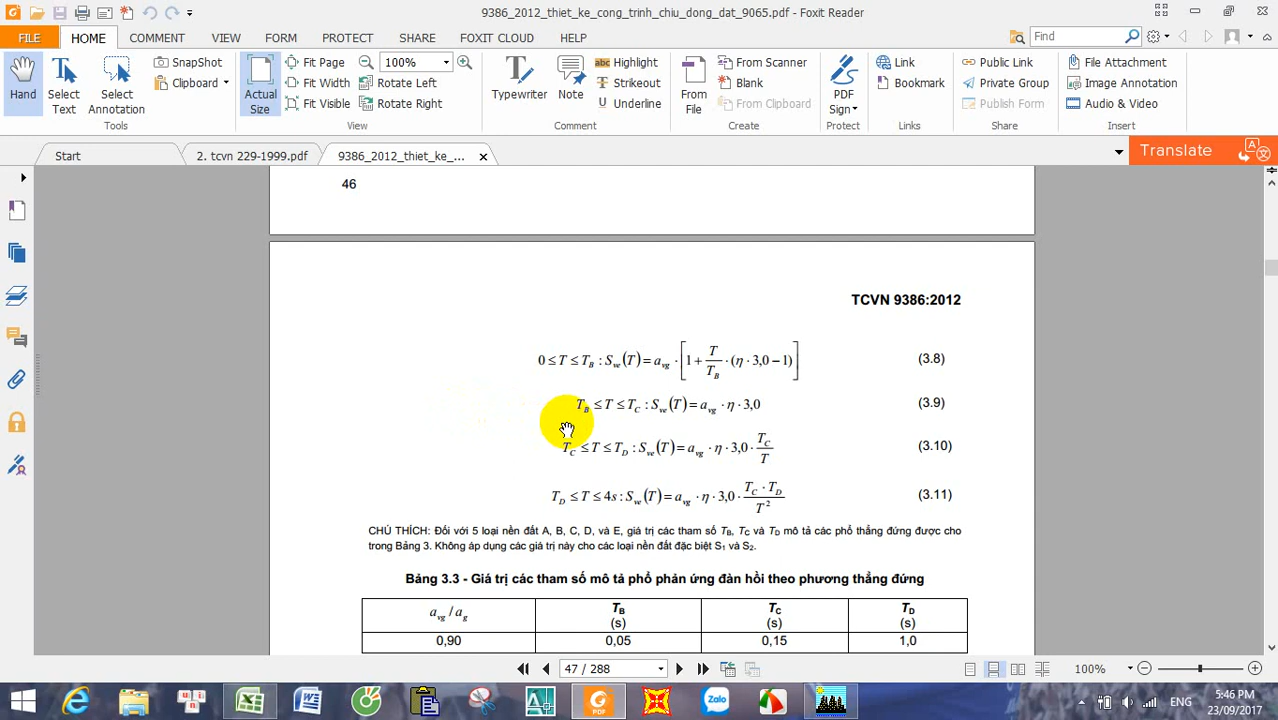 9386_2012_thiet_ke_cong_trinh_chiu_dong_dat_9065.pdf - Foxit Reader
FILE HOME COMMENT VIEW FORM PROTECT SHARE FOXIT CLOUD HELP Find
Hand
Select Text
Select Annotation
SnapShot
Clipboard
Tools
Actual Size
Fit Page
Fit Width
Fit Visible
100%
Rotate Left
Rotate Right
View
Typewriter
Note
Highlight
Strikeout
Underline
Comment
From File
From Scanner
Blank
From Clipboard
Create
PDF Sign
Protect
Link
Bookmark
Links
Public Link
Private Group
Publish Form
Share
File Attachment
Image Annotation
Audio & Video
Insert
Start 2. tcvn 229-1999.pdf 9386_2012_thiet_ke_... Translate
46
TCVN 9386:2012
0 ≤ T ≤ T_B : S_ve(T) = a_vg · [1 + T/T_B · (η · 3,0 − 1)] (3.8)
T_B ≤ T ≤ T_C : S_ve(T) = a_vg · η · 3,0 (3.9)
T_C ≤ T ≤ T_D : S_ve(T) = a_vg · η · 3,0 · T_C/T (3.10)
T_D ≤ T ≤ 4s : S_ve(T) = a_vg · η · 3,0 · T_C · T_D/T² (3.11)
CHÚ THÍCH: Đối với 5 loại nền đất A, B, C, D, và E, giá trị các tham số T_B, T_C và T_D mô tả các phổ thẳng đứng được cho
trong Bảng 3. Không áp dụng các giá trị này cho các loại nền đất đặc biệt S₁ và S₂.
Bảng 3.3 - Giá trị các tham số mô tả phổ phản ứng đàn hồi theo phương thẳng đứng
a_vg / a_g T_B (s) T_C (s) T_D (s)
0,90 0,05 0,15 1,0
47 / 288 100%
ENG 5:46 PM
23/09/2017